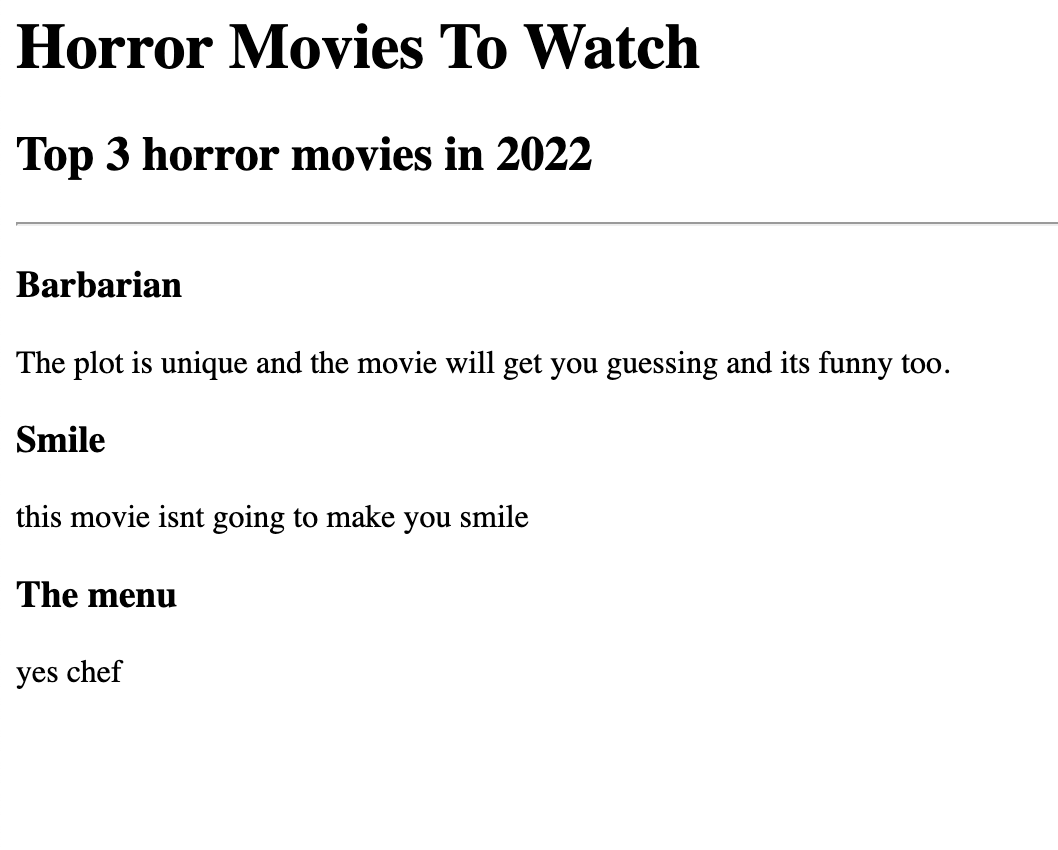 Horror Movies To Watch
Top 3 horror movies in 2022
Barbarian
The plot is unique and the movie will get you guessing and its funny too.
Smile
this movie isnt going to make you smile
The menu
yes chef